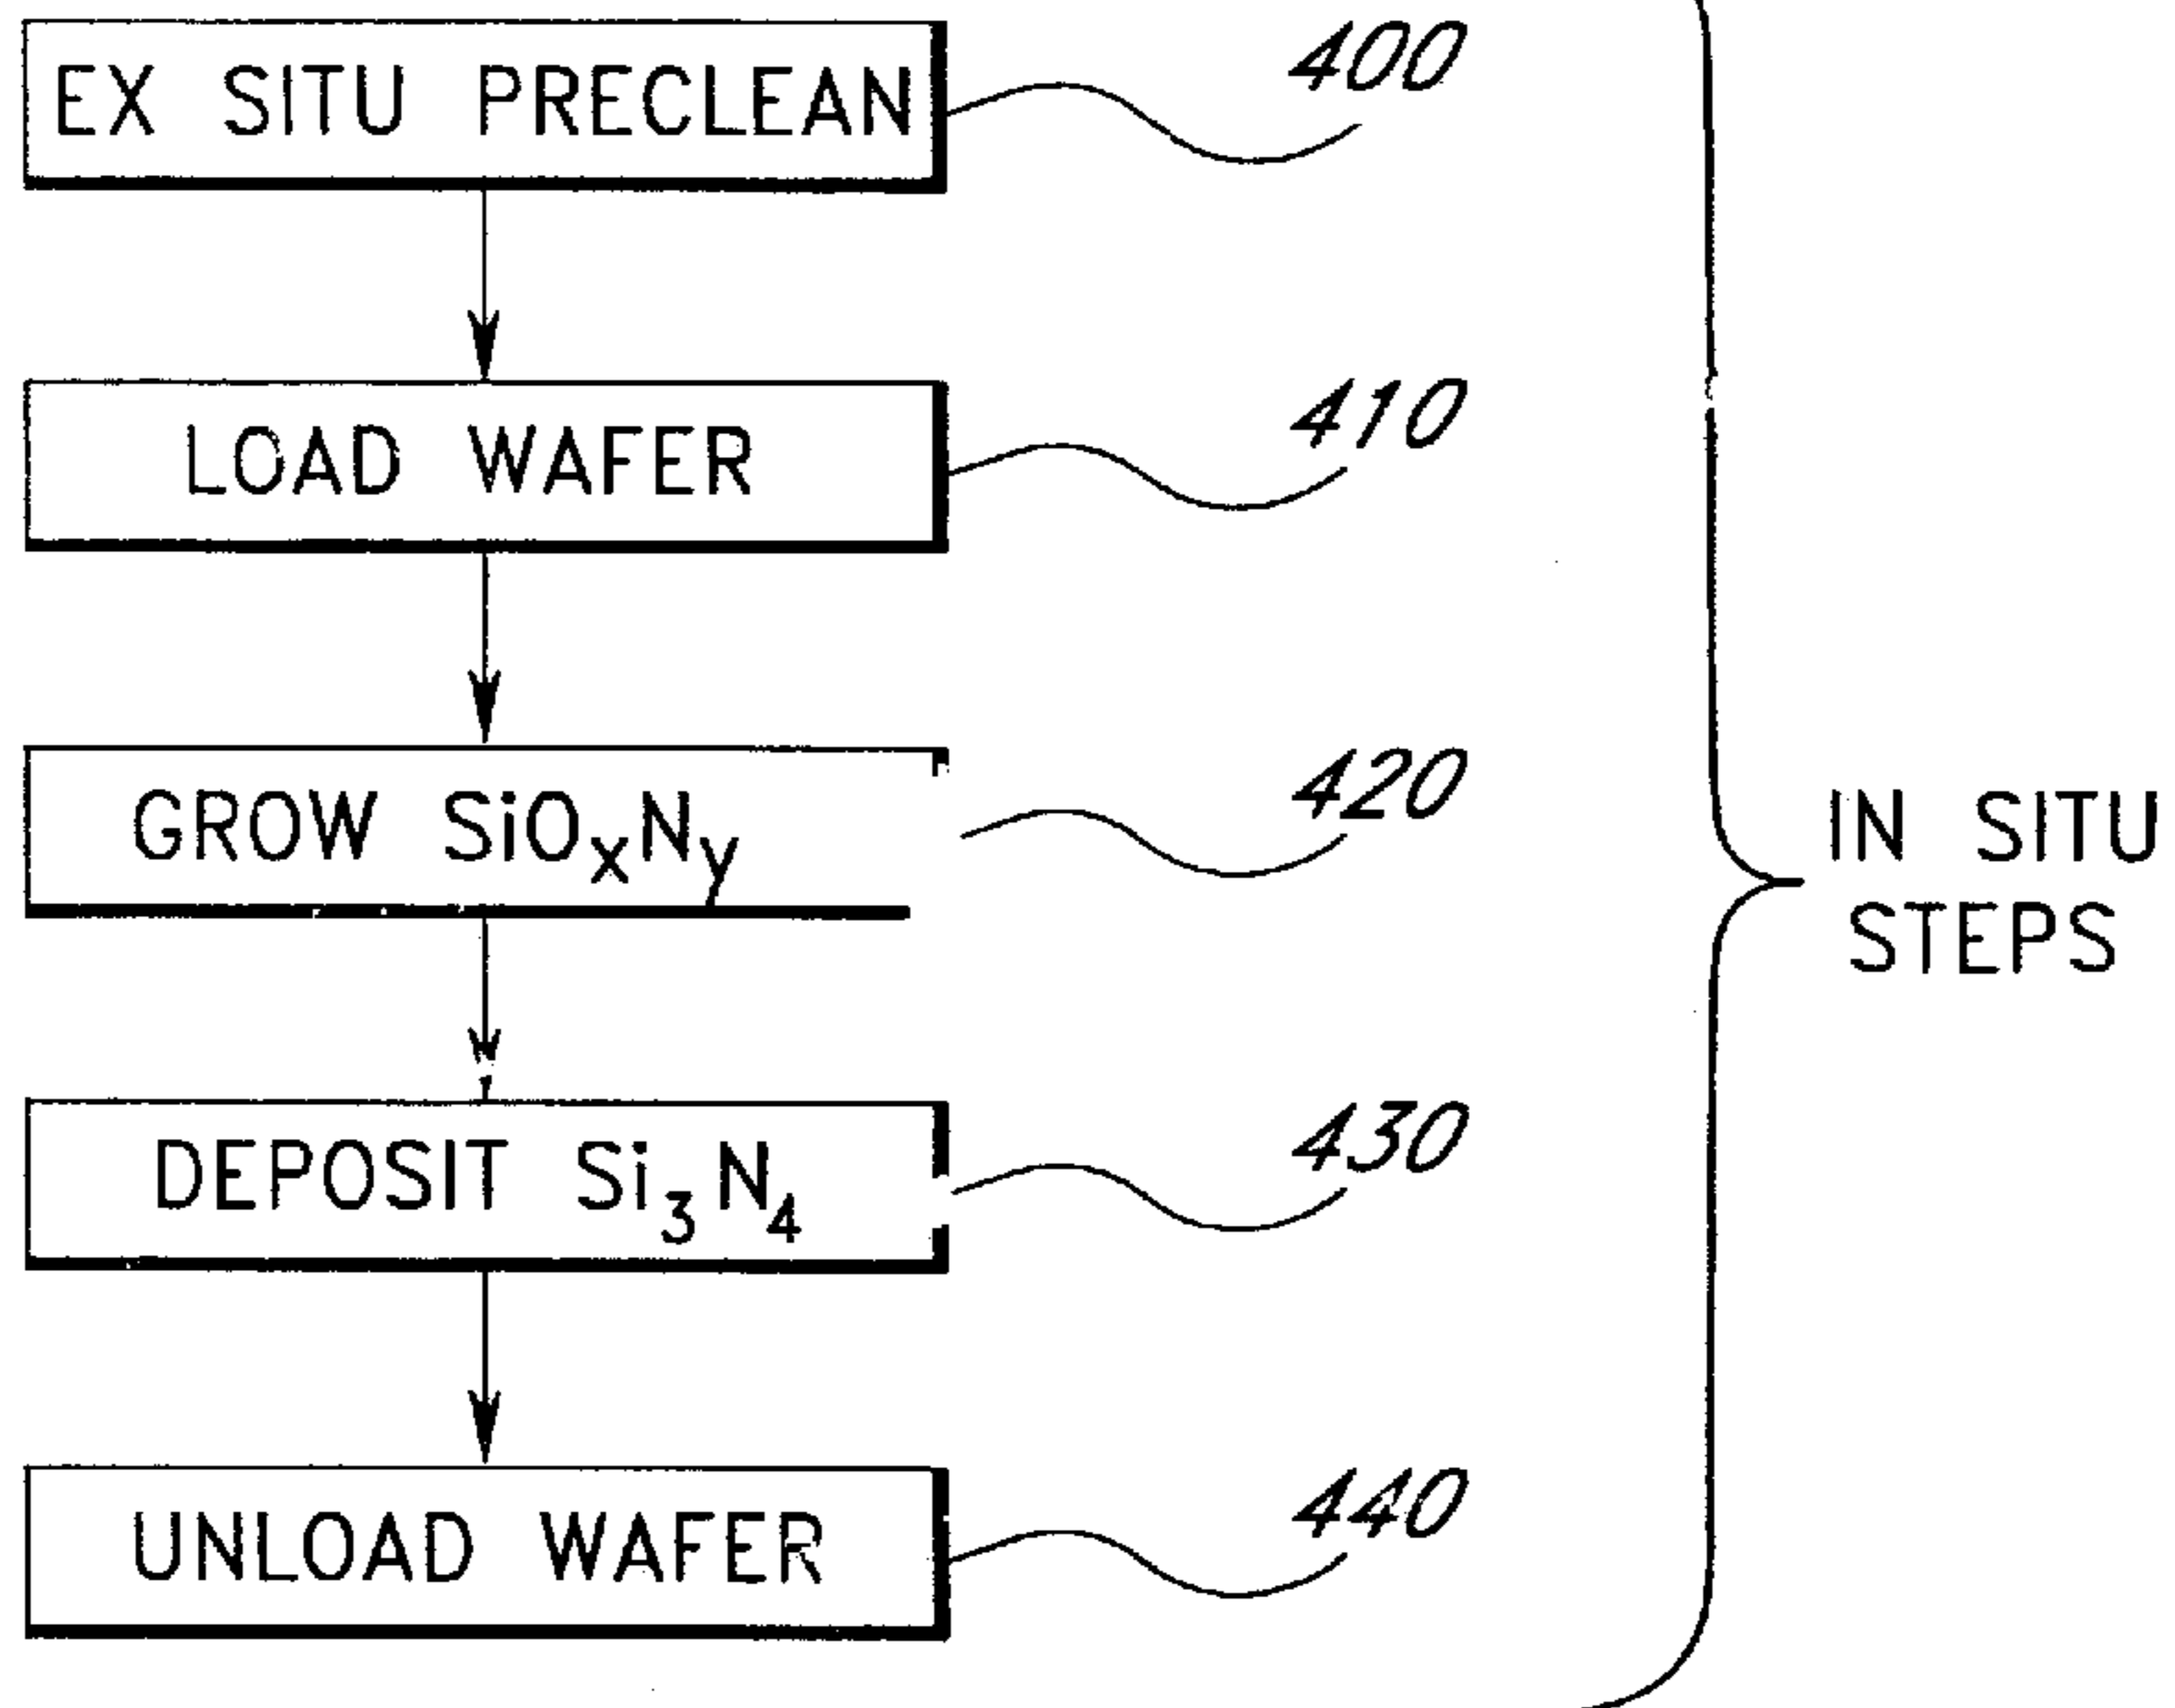 EX SITU PRECLEAN
400
LOAD WAFER
410
GROW SiOxNy
420
IN SITU
STEPS
DEPOSIT Si3N4
430
UNLOAD WAFER
440